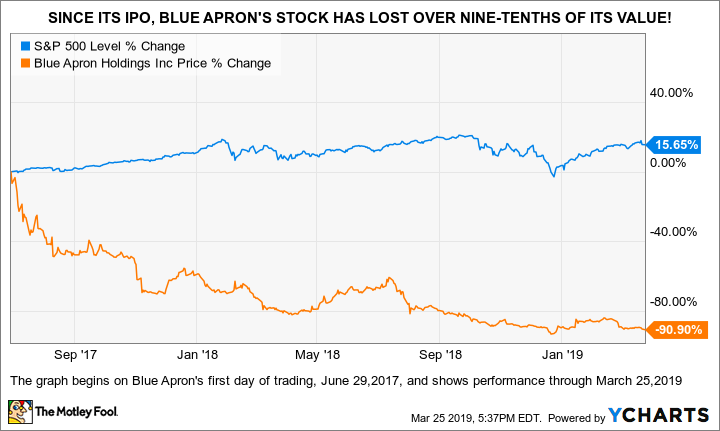 SINCE ITS IPO, BLUE APRON'S STOCK HAS LOST OVER NINE-TENTHS OF ITS VALUE!
S&P 500 Level % Change
Blue Apron Holdings Inc Price % Change
40.00%
15.65%
0.00%
-40.00%
-80.00%
-90.90%
Sep '17
Jan '18
May '18
Sep '18
Jan '19
The graph begins on Blue Apron's first day of trading, June 29,2017, and shows performance through March 25,2019
The Motley Fool.
Mar 25 2019, 5:37PM EDT. Powered by YCHARTS